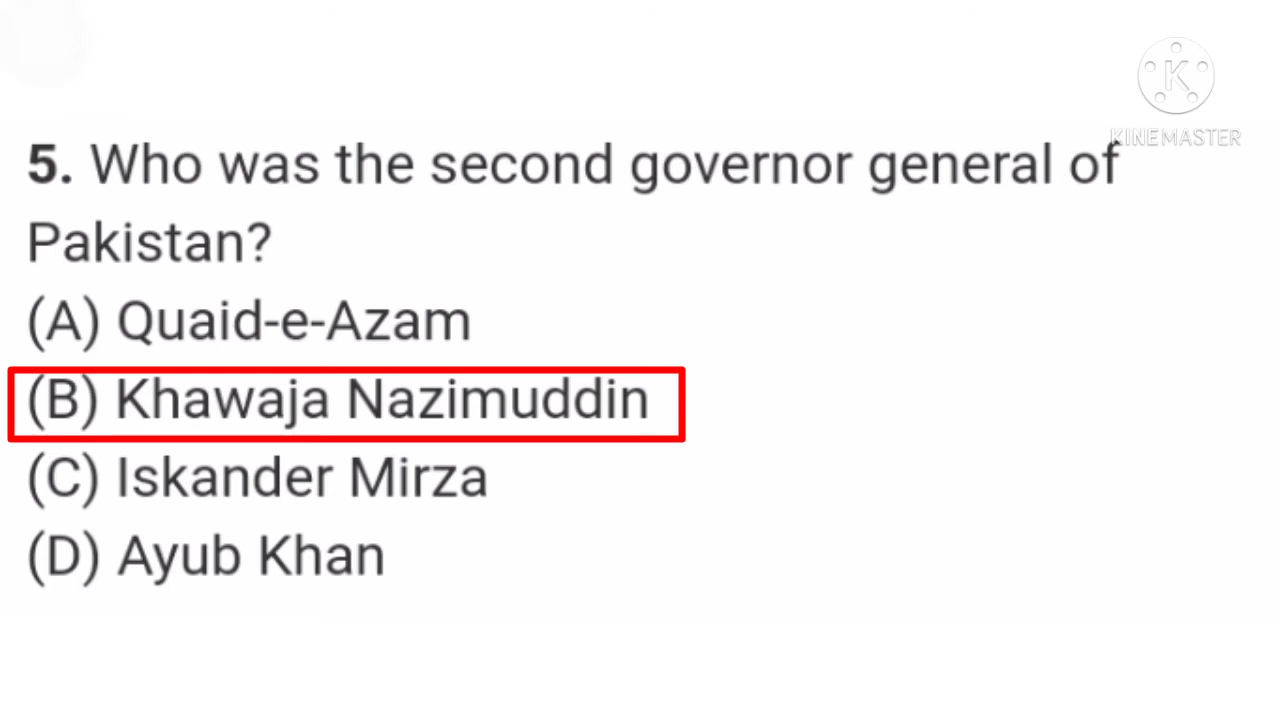 KINEMASTER
5. Who was the second governor general of
Pakistan?
(A) Quaid-e-Azam
(B) Khawaja Nazimuddin
(C) Iskander Mirza
(D) Ayub Khan